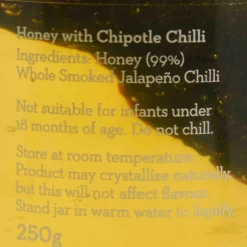 Honey with Chipotle Chilli
Ingredients: Honey (99%)
Whole Smoked Jalapeño Chilli
Not suitable for infants under
18 months of age. Do not chill.
Store at room temperature.
Product may crystallise naturally
but this will not affect flavour.
Stand jar in warm water to
250g